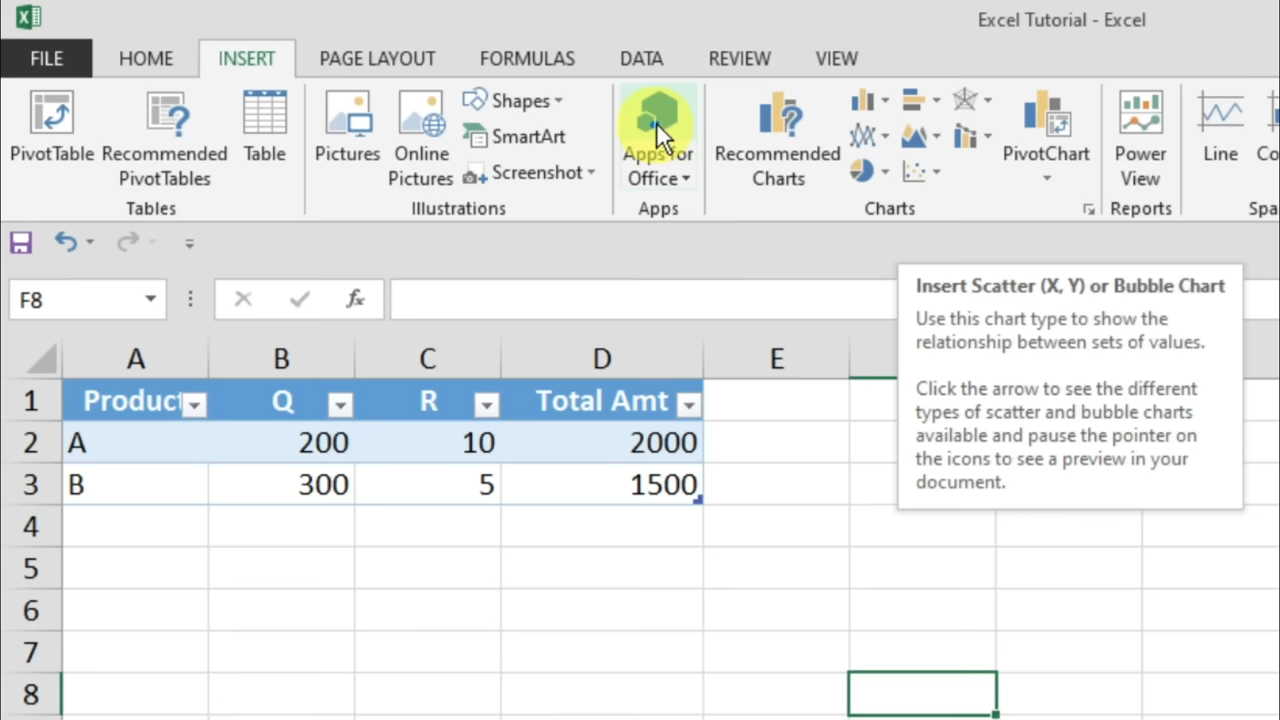 Excel Tutorial - Excel
FILE HOME INSERT PAGE LAYOUT FORMULAS DATA REVIEW VIEW
PivotTable
Recommended
PivotTables
Table
Tables
Pictures
Online
Pictures
Shapes
SmartArt
Screenshot
Illustrations
Apps for
Office
Apps
Recommended
Charts
PivotChart
Charts
Power
View
Reports
Line
Co
Spa
F8
fx
Insert Scatter (X, Y) or Bubble Chart
Use this chart type to show the
relationship between sets of values.
Click the arrow to see the different
types of scatter and bubble charts
available and pause the pointer on
the icons to see a preview in your
document.
A B C D E
1 Product Q R Total Amt
2 A 200 10 2000
3 B 300 5 1500
4
5
6
7
8